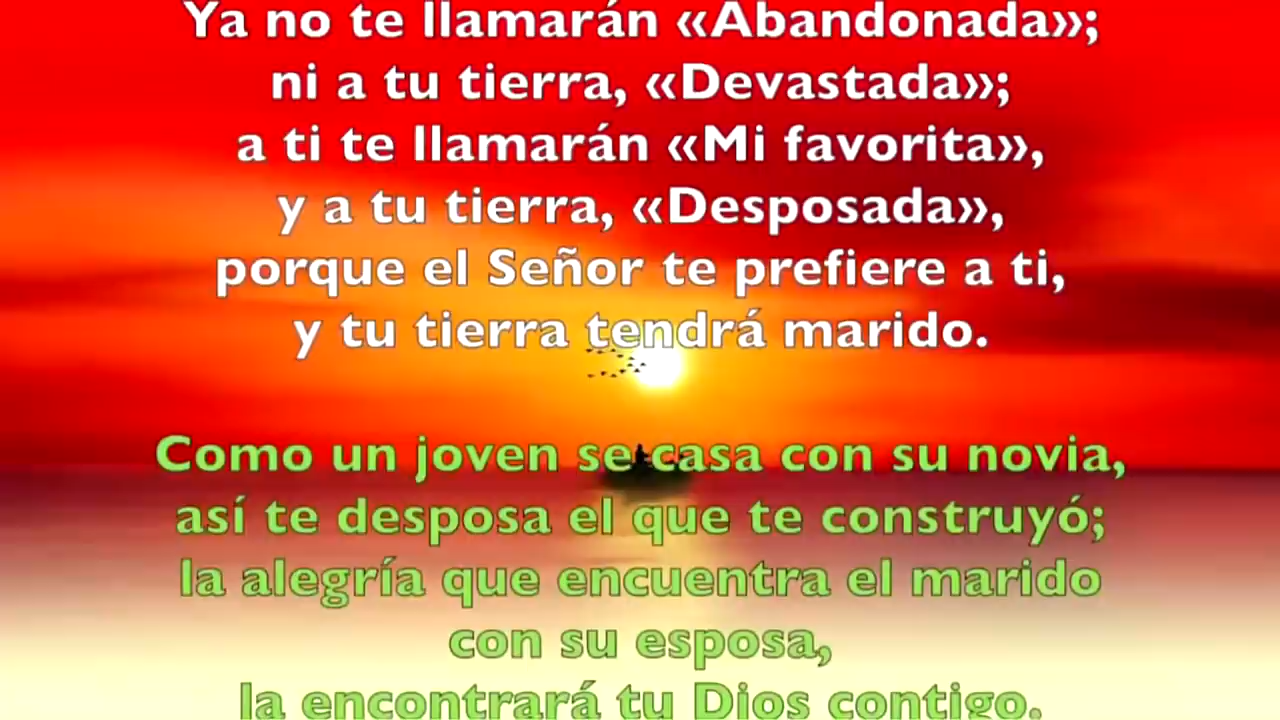 Ya no te llamarán «Abandonada»;
ni a tu tierra, «Devastada»;
a ti te llamarán «Mi favorita»,
y a tu tierra, «Desposada»,
porque el Señor te prefiere a ti,
y tu tierra tendrá marido.
Como un joven se casa con su novia,
así te desposa el que te construyó;
la alegría que encuentra el marido
con su esposa,
la encontrará tu Dios contigo.